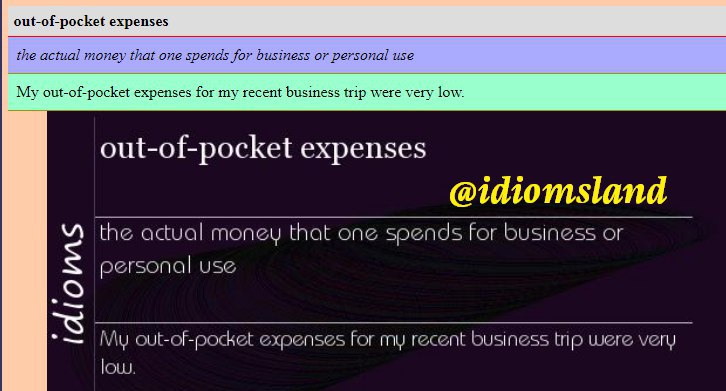 out-of-pocket expenses
the actual money that one spends for business or personal use
My out-of-pocket expenses for my recent business trip were very low.
out-of-pocket expenses
@idiomsland
the actual money that one spends for business or
personal use
idioms
My out-of-pocket expenses for my recent business trip were very
low.